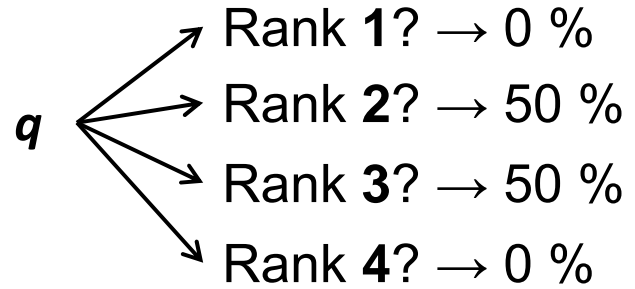 Rank 1? → 0 %
Rank 2? → 50 %
q
Rank 3? → 50 %
Rank 4? → 0 %